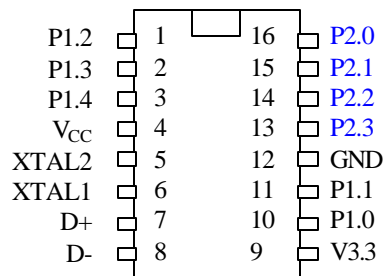 P1.2 1 16 P2.0
P1.3 2 15 P2.1
P1.4 3 14 P2.2
VCC 4 13 P2.3
XTAL2 5 12 GND
XTAL1 6 11 P1.1
D+ 7 10 P1.0
D- 8 9 V3.3